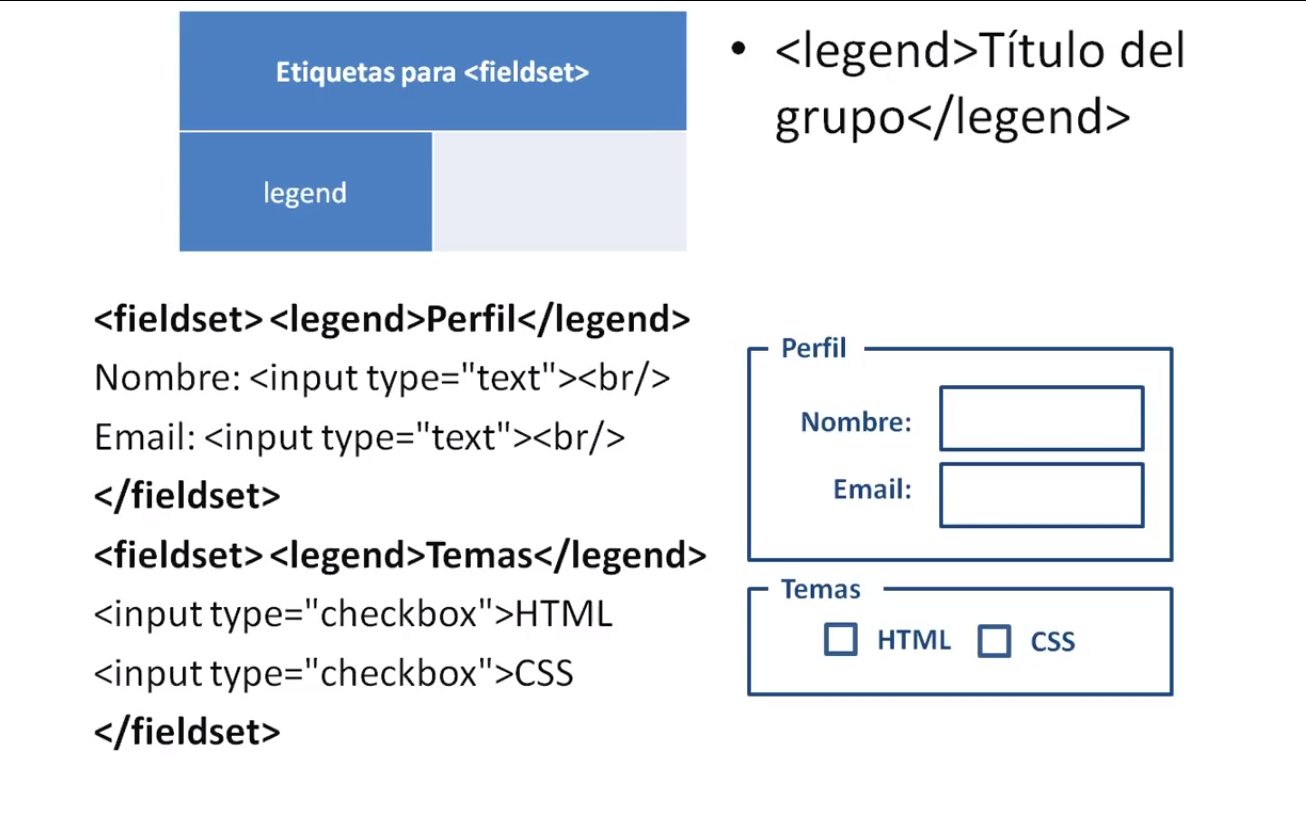 Etiquetas para <fieldset>
legend
• <legend>Título del
grupo</legend>
<fieldset><legend>Perfil</legend>
Nombre: <input type="text"><br/>
Email: <input type="text"><br/>
</fieldset>
<fieldset><legend>Temas</legend>
<input type="checkbox">HTML
<input type="checkbox">CSS
</fieldset>
Perfil
Nombre:
Email:
Temas
HTML CSS